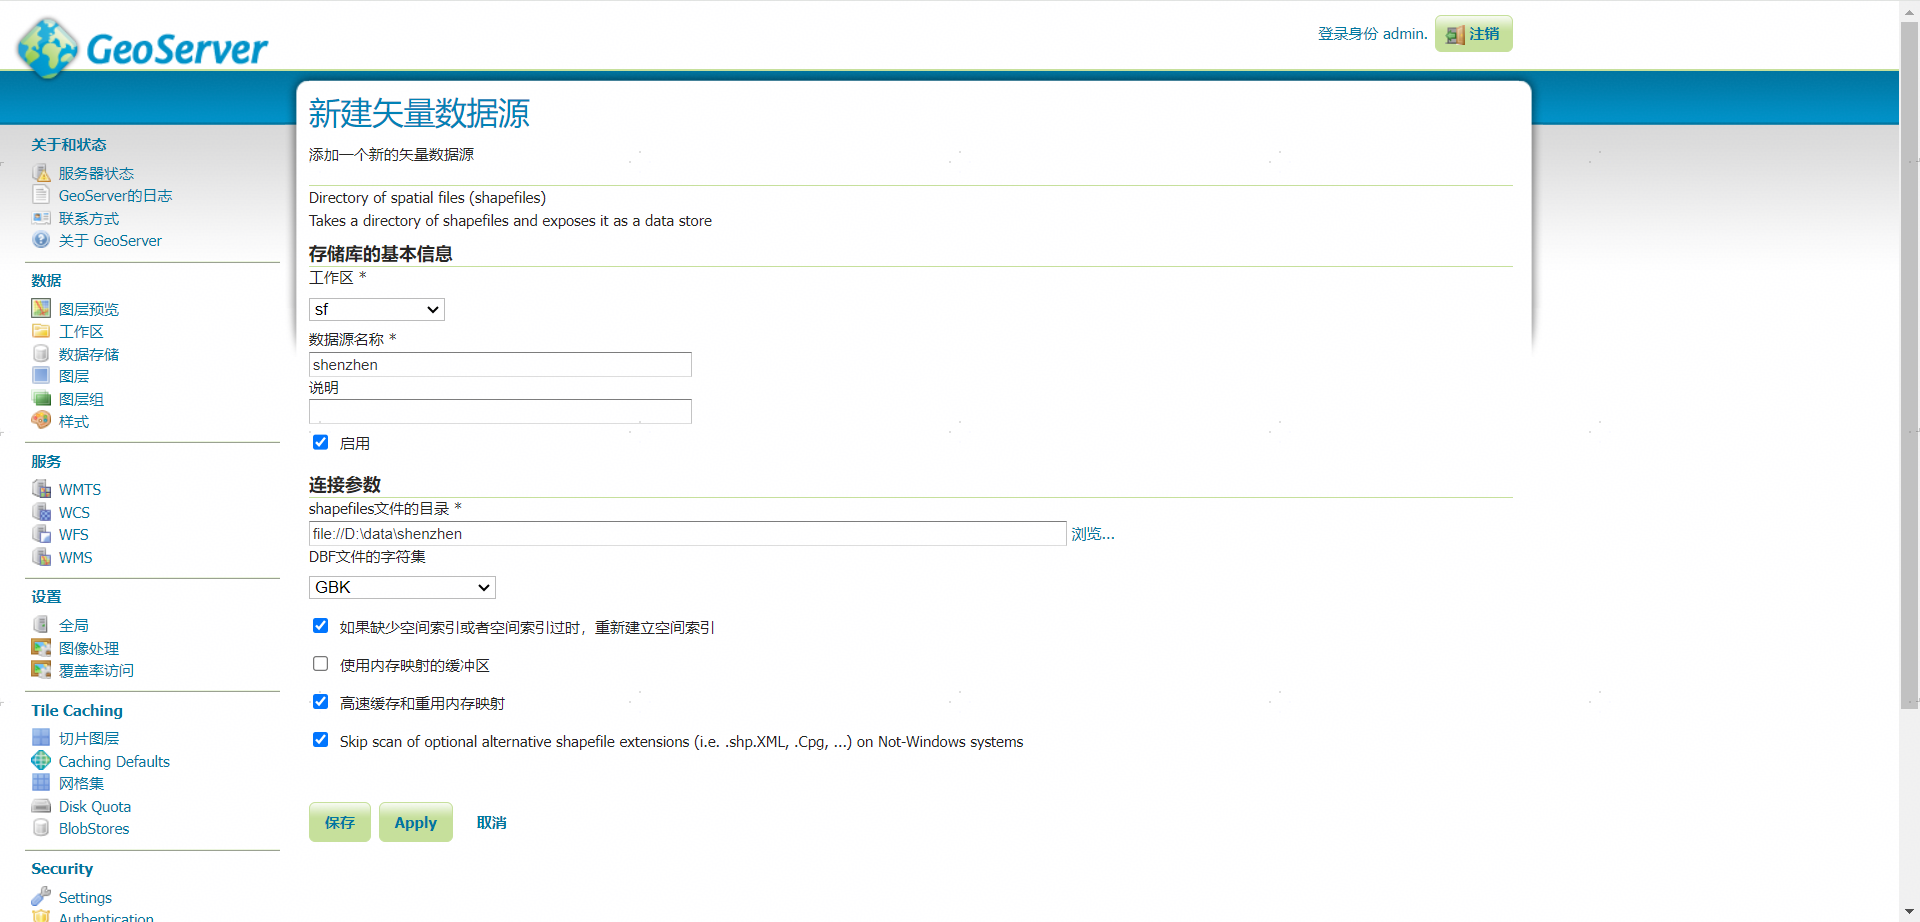 GeoServer
登录身份 admin.
注销
新建矢量数据源
添加一个新的矢量数据源
Directory of spatial files (shapefiles)
Takes a directory of shapefiles and exposes it as a data store
存储库的基本信息
工作区 *
sf
数据源名称 *
shenzhen
说明
启用
连接参数
shapefiles文件的目录 *
file://D:\data\shenzhen
浏览...
DBF文件的字符集
GBK
如果缺少空间索引或者空间索引过时，重新建立空间索引
使用内存映射的缓冲区
高速缓存和重用内存映射
Skip scan of optional alternative shapefile extensions (i.e. .shp.XML, .Cpg, ...) on Not-Windows systems
保存
Apply
取消
关于和状态
服务器状态
GeoServer的日志
联系方式
关于 GeoServer
数据
图层预览
工作区
数据存储
图层
图层组
样式
服务
WMTS
WCS
WFS
WMS
设置
全局
图像处理
覆盖率访问
Tile Caching
切片图层
Caching Defaults
网格集
Disk Quota
BlobStores
Security
Settings
Authentication